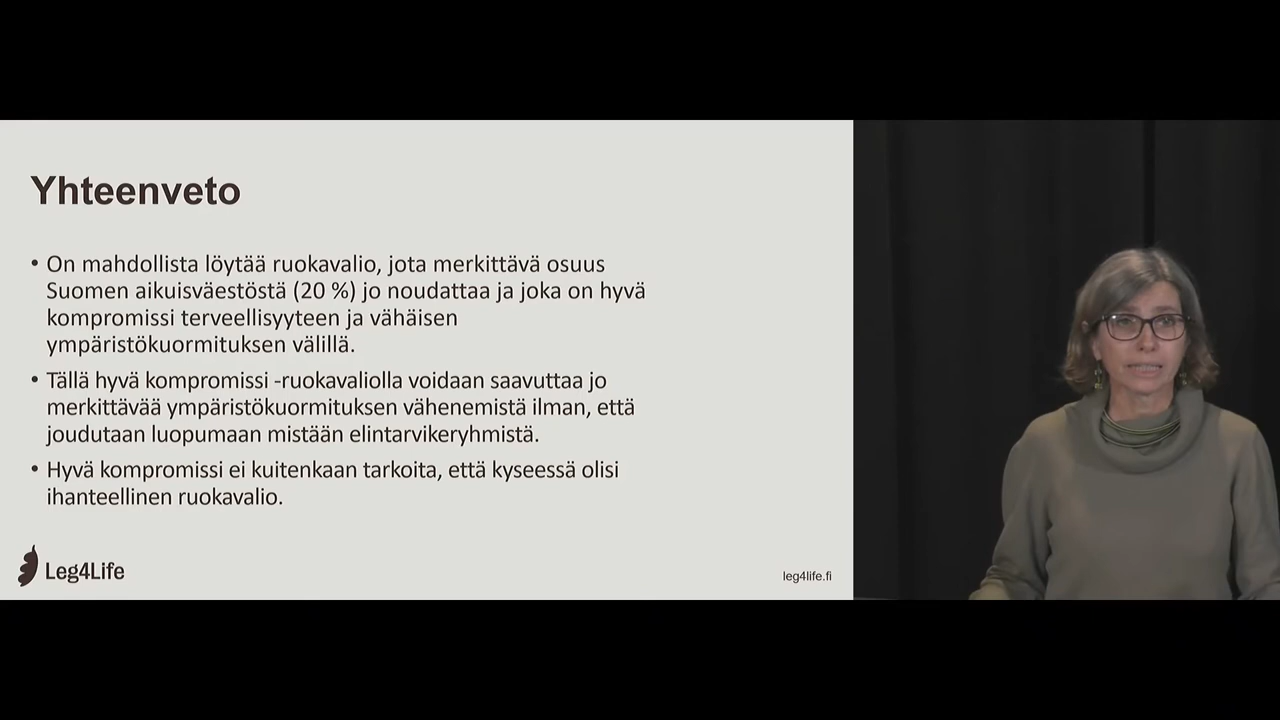 Yhteenveto
• On mahdollista löytää ruokavalio, jota merkittävä osuus
Suomen aikuisväestöstä (20 %) jo noudattaa ja joka on hyvä
kompromissi terveellisyyteen ja vähäisen
ympäristökuormituksen välillä.
• Tällä hyvä kompromissi -ruokavaliolla voidaan saavuttaa jo
merkittävää ympäristökuormituksen vähenemistä ilman, että
joudutaan luopumaan mistään elintarvikeryhmistä.
• Hyvä kompromissi ei kuitenkaan tarkoita, että kyseessä olisi
ihanteellinen ruokavalio.
Leg4Life
leg4life.fi